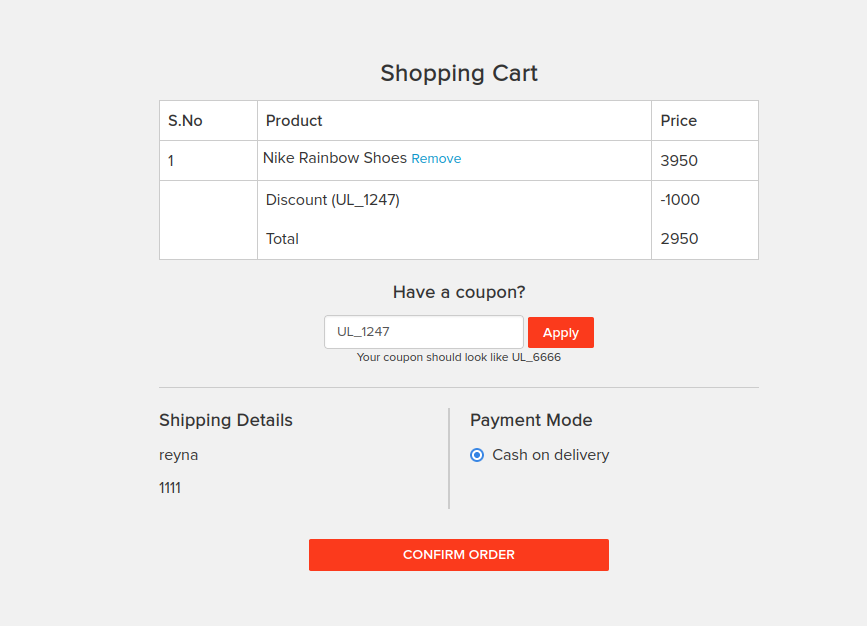 Shopping Cart
S.No Product Price
1 Nike Rainbow Shoes Remove 3950
Discount (UL_1247) -1000
Total 2950
Have a coupon?
UL_1247 Apply
Your coupon should look like UL_6666
Shipping Details Payment Mode
reyna Cash on delivery
1111
CONFIRM ORDER